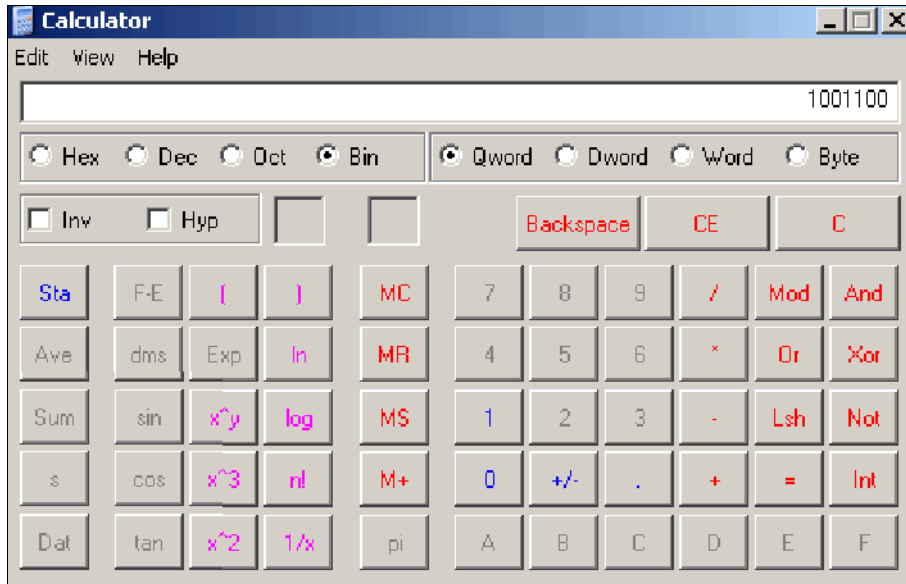 Calculator
Edit View Help
1001100
Hex Dec Oct Bin Qword Dword Word Byte
Inv Hyp Backspace CE C
Sta F-E ( ) MC 7 8 9 / Mod And
Ave dms Exp ln MR 4 5 6 * Or Xor
Sum sin x^y log MS 1 2 3 - Lsh Not
s cos x^3 n! M+ 0 +/- . + = Int
Dat tan x^2 1/x pi A B C D E F